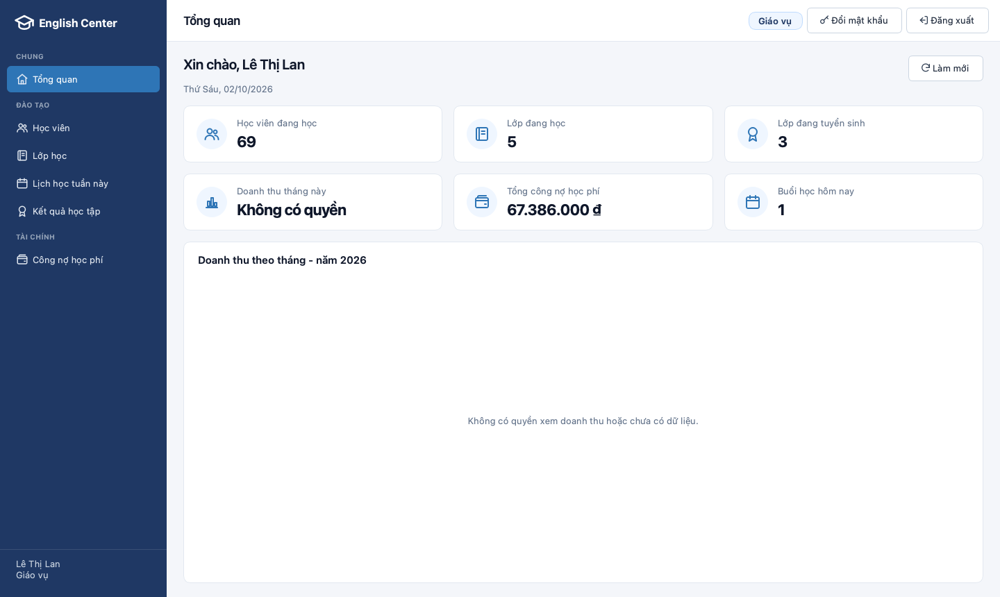 English Center
CHUNG
Tổng quan
ĐÀO TẠO
Học viên
Lớp học
Lịch học tuần này
Kết quả học tập
TÀI CHÍNH
Công nợ học phí
Lê Thị Lan
Giáo vụ
Tổng quan
Giáo vụ
Đổi mật khẩu
Đăng xuất
Xin chào, Lê Thị Lan
Làm mới
Thứ Sáu, 02/10/2026
Học viên đang học
69
Lớp đang học
5
Lớp đang tuyển sinh
3
Doanh thu tháng này
Không có quyền
Tổng công nợ học phí
67.386.000 ₫
Buổi học hôm nay
1
Doanh thu theo tháng - năm 2026
Không có quyền xem doanh thu hoặc chưa có dữ liệu.